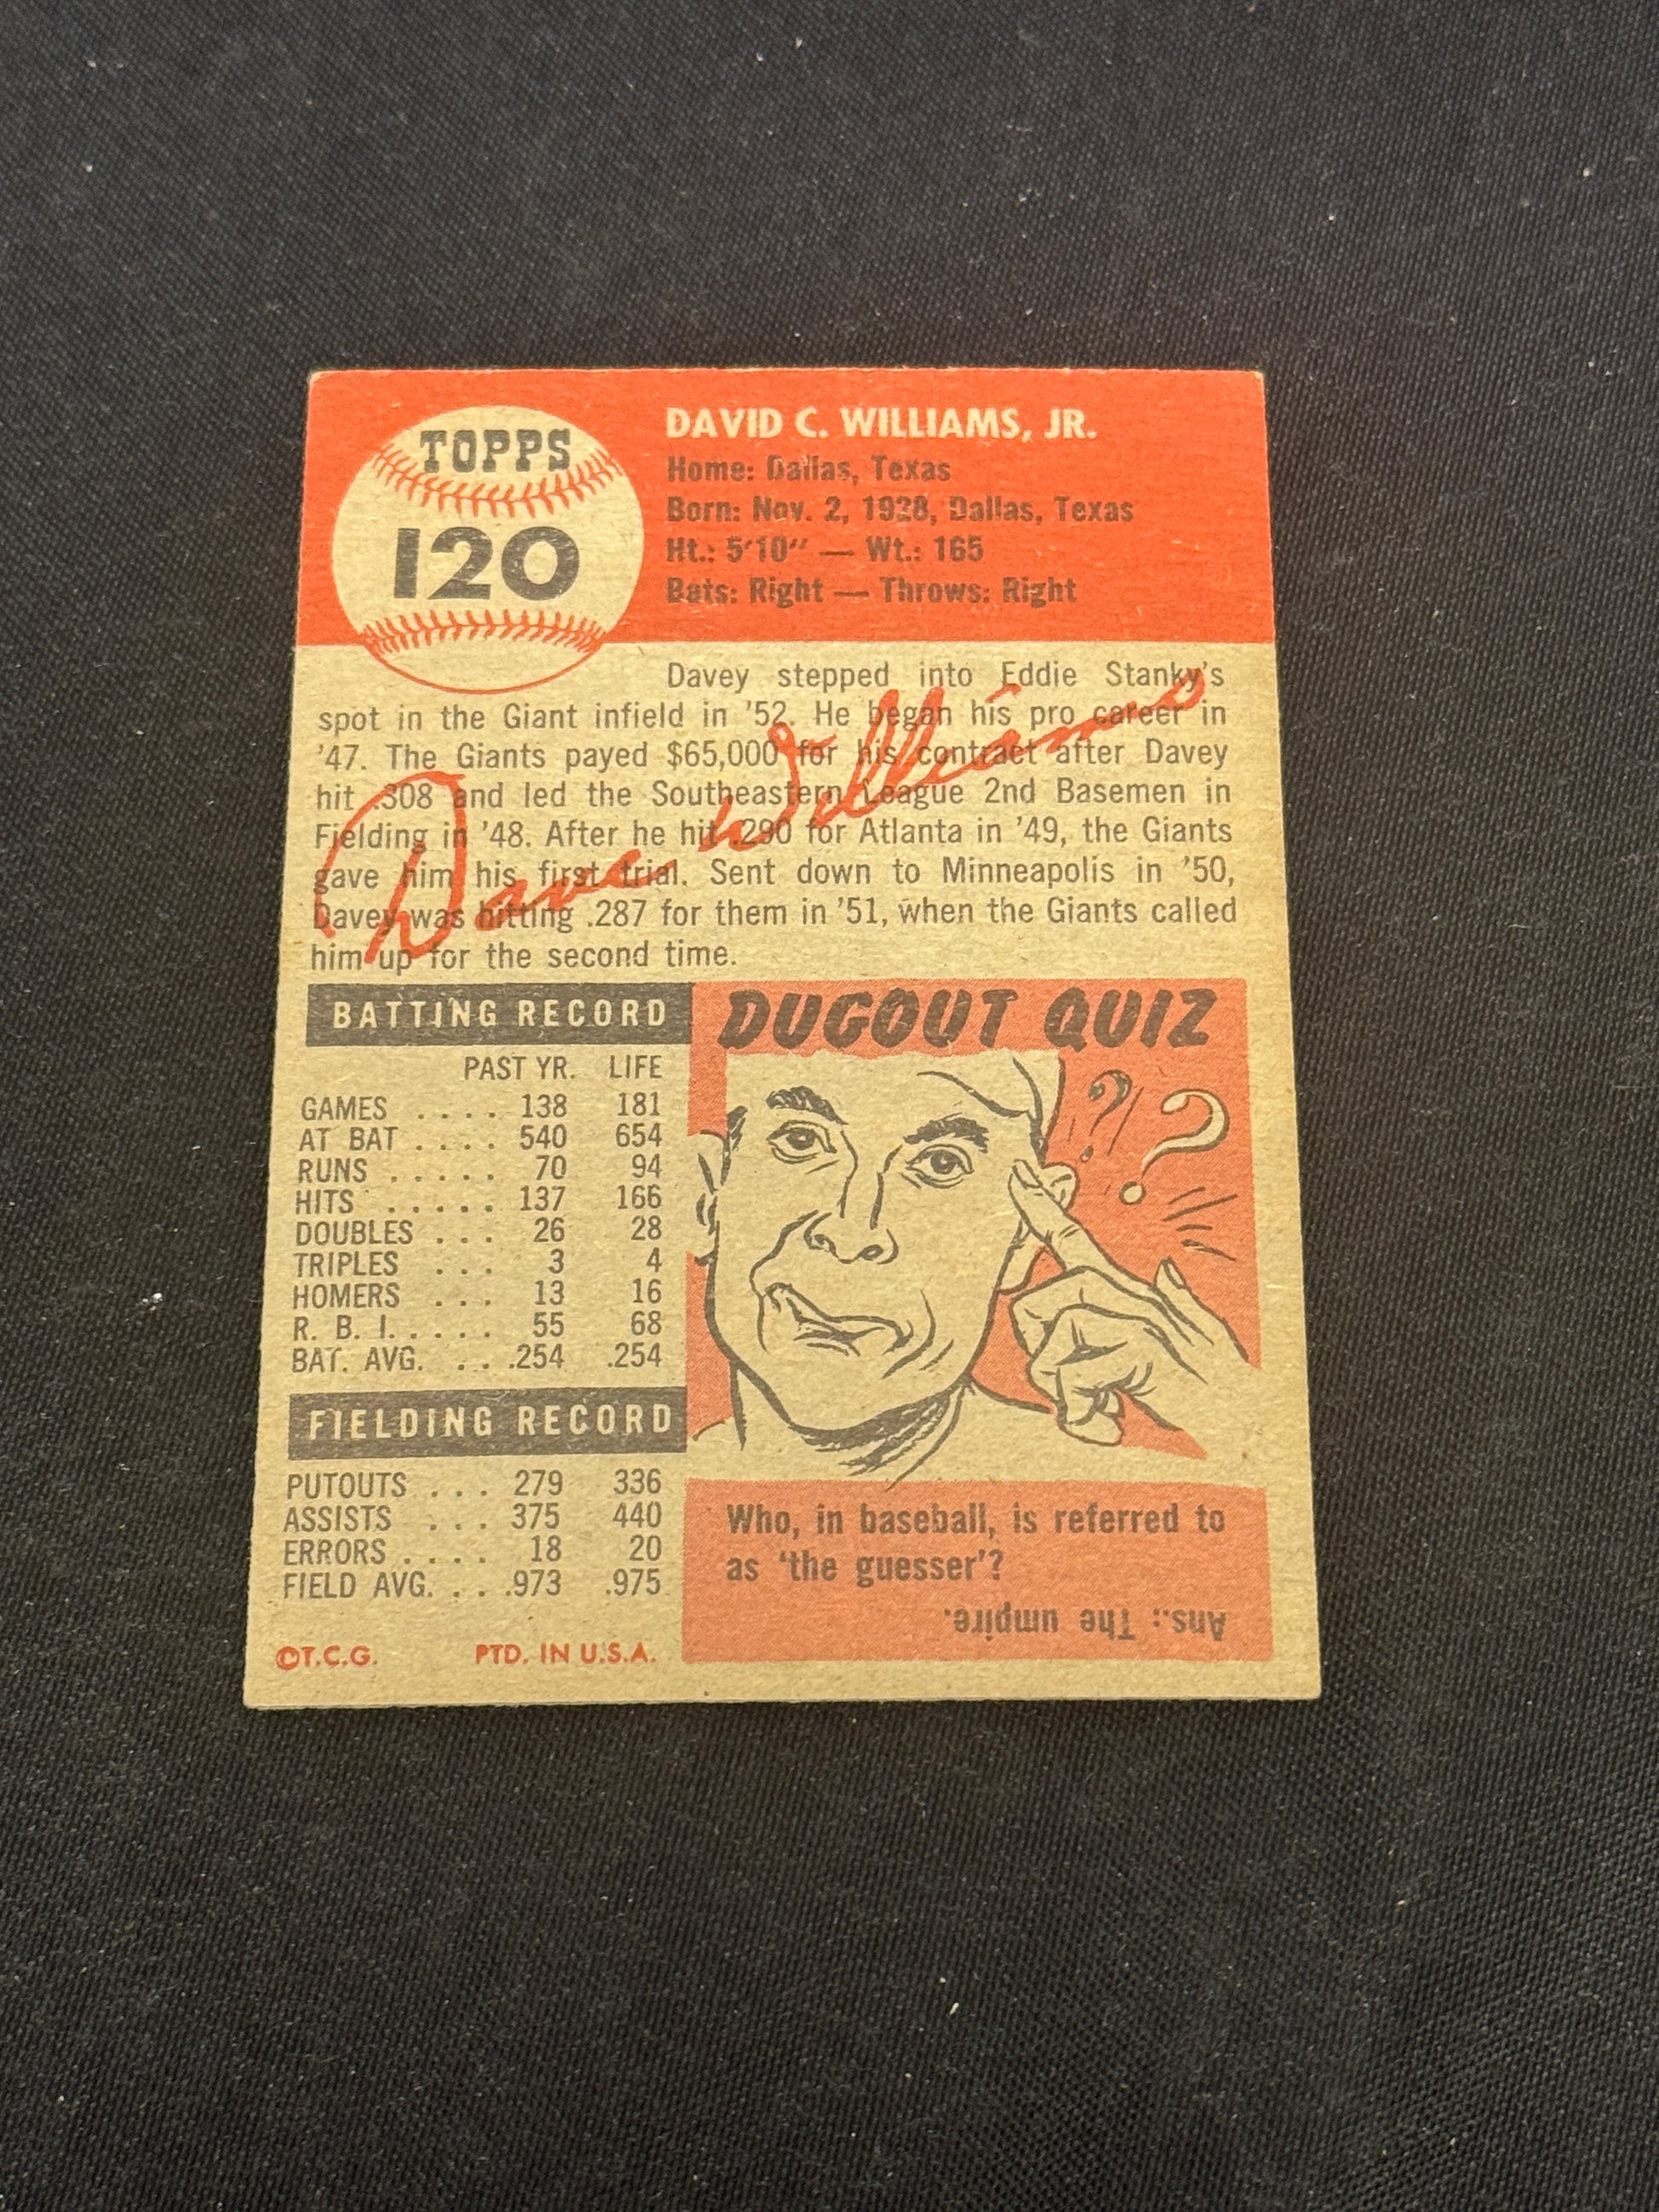 TOPPS
120
DAVID C. WILLIAMS, JR.
Home: Dallas, Texas
Born: Nov. 2, 1928, Dallas, Texas
Ht.: 5'10" — Wt.: 165
Bats: Right — Throws: Right
Davey stepped into Eddie Stanky's
spot in the Giant infield in '52. He began his pro career in
'47. The Giants payed $65,000 for his contract after Davey
hit .308 and led the Southeastern League 2nd Basemen in
Fielding in '48. After he hit .290 for Atlanta in '49, the Giants
gave him his first trial. Sent down to Minneapolis in '50,
Davey was hitting .287 for them in '51, when the Giants called
him up for the second time.
Dave Williams
BATTING RECORD
PAST YR. LIFE
GAMES .... 138 181
AT BAT .... 540 654
RUNS ..... 70 94
HITS ..... 137 166
DOUBLES ... 26 28
TRIPLES ... 3 4
HOMERS ... 13 16
R. B. I. .... 55 68
BAT. AVG. ... .254 .254
FIELDING RECORD
PUTOUTS ... 279 336
ASSISTS ... 375 440
ERRORS .... 18 20
FIELD AVG. .. .973 .975
©T.C.G. PTD. IN U.S.A.
DUGOUT QUIZ
? ?
Who, in baseball, is referred to
as 'the guesser'?
Ans.: The umpire.